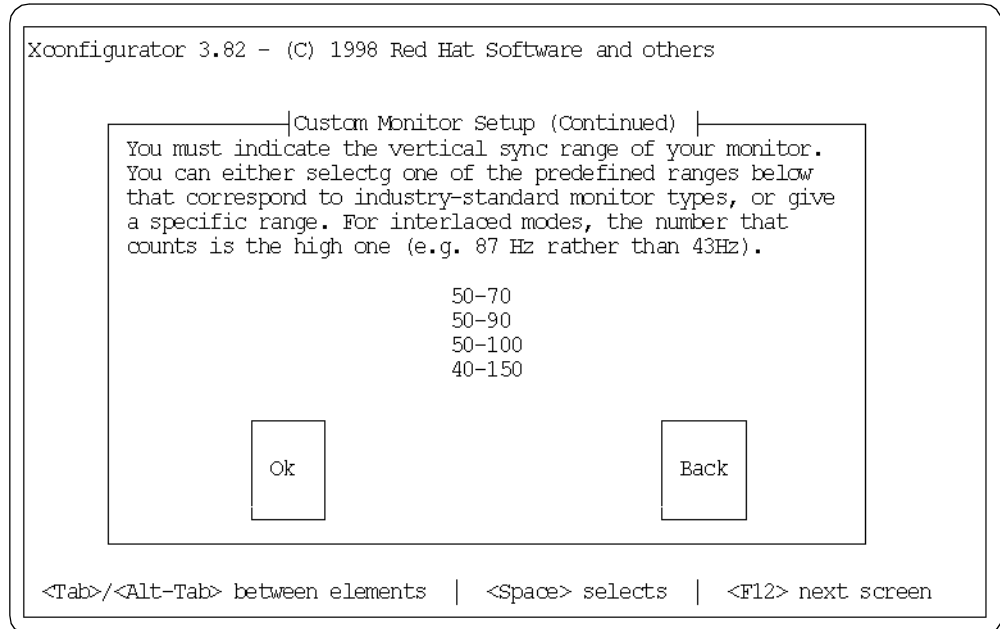 Xconfigurator 3.82 - (C) 1998 Red Hat Software and others
Custom Monitor Setup (Continued)
You must indicate the vertical sync range of your monitor.
You can either selectg one of the predefined ranges below
that correspond to industry-standard monitor types, or give
a specific range. For interlaced modes, the number that
counts is the high one (e.g. 87 Hz rather than 43Hz).
50-70
50-90
50-100
40-150
Ok Back
<Tab>/<Alt-Tab> between elements | <Space> selects | <F12> next screen